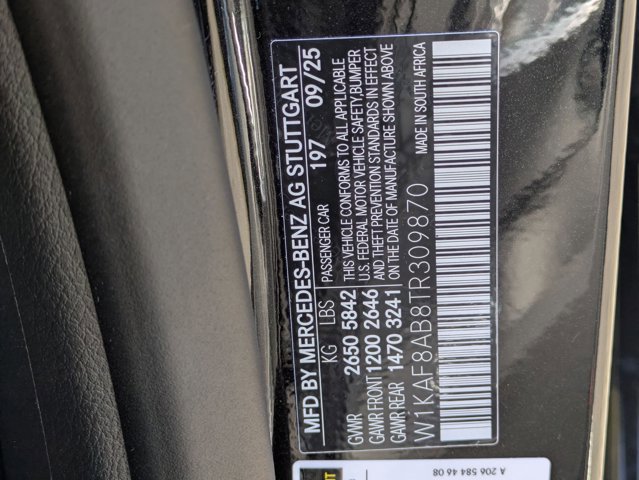 MFD BY MERCEDES-BENZ AG STUTTGART
197 09/25
KG LBS
GVWR 2650 5842
GAWR FRONT 1200 2646
GAWR REAR 1470 3241
PASSENGER CAR
THIS VEHICLE CONFORMS TO ALL APPLICABLE
U.S. FEDERAL MOTOR VEHICLE SAFETY, BUMPER
AND THEFT PREVENTION STANDARDS IN EFFECT
ON THE DATE OF MANUFACTURE SHOWN ABOVE
W1KAF8AB8TR309870
MADE IN SOUTH AFRICA
A 206 584 46 08